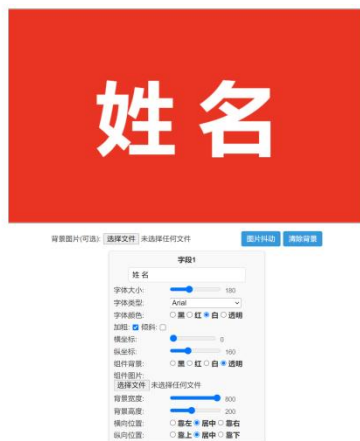 姓 名
背景图片(可选): 选择文件 未选择任何文件 图片抖动 清除背景
字段1
姓 名
字体大小: 180
字体类型: Arial
字体颜色: 黑 红 白 透明
加粗: 倾斜:
横坐标: 0
纵坐标: 160
组件背景: 黑 红 白 透明
组件图片:
选择文件 未选择任何文件
背景宽度: 800
背景高度: 200
横向位置: 靠左 居中 靠右
纵向位置: 靠上 居中 靠下